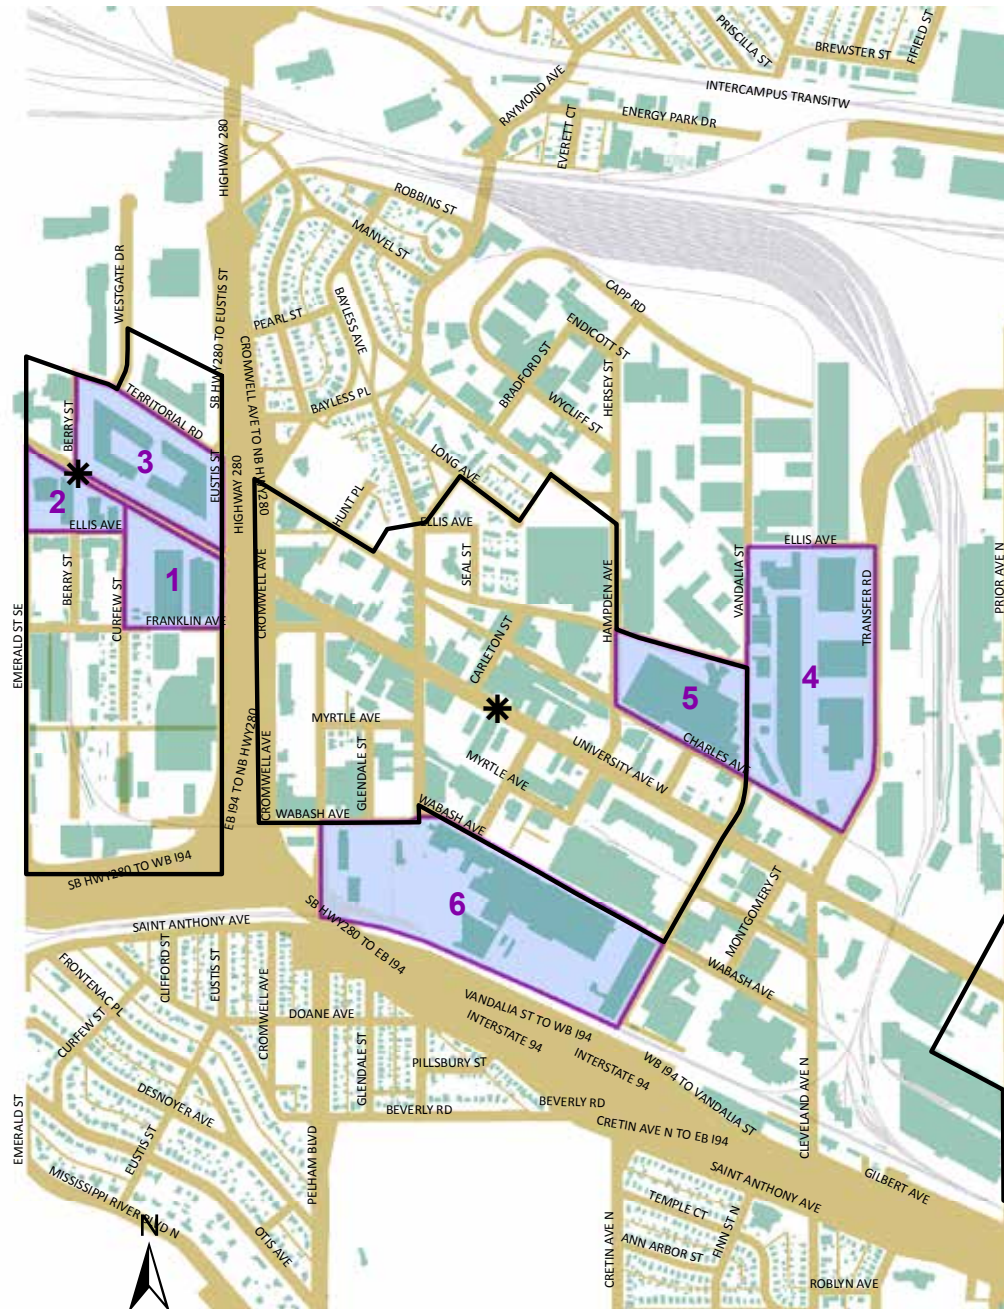 PRISCILLA ST
BREWSTER ST
FIFIELD ST
INTERCAMPUS TRANSITW
RAYMOND AVE
ENERGY PARK DR
EVERETT CT
HIGHWAY 280
ROBBINS ST
MANVEL ST
WESTGATE DR
SB HWY280 TO EUSTIS ST
PEARL ST
BAYLESS AVE
CAPP RD
ENDICOTT ST
CROMWELL AVE TO NB HWY280
BRADFORD ST
HERSEY ST
WYCLIFF ST
BAYLESS PL
TERRITORIAL RD
BERRY ST
3
EUSTIS ST
LONG AVE
HIGHWAY 280
HUNT PL
2
ELLIS AVE
ELLIS AVE
ELLIS AVE
SEAL ST
HAMPDEN AVE
VANDALIA ST
TRANSFER RD
PRIOR AVE N
BERRY ST
CURFEW ST
1
FRANKLIN AVE
CROMWELL AVE
EMERALD ST SE
CARLETON ST
4
5
MYRTLE AVE
EB I94 TO NB HWY280
CROMWELL AVE
GLENDALE ST
UNIVERSITY AVE W
CHARLES AVE
MYRTLE AVE
WABASH AVE
WABASH AVE
SB HWY280 TO WB I94
6
SAINT ANTHONY AVE
SB HWY280 TO EB I94
MONTGOMERY ST
WABASH AVE
CLIFFORD ST
EUSTIS ST
FRONTENAC PL
CROMWELL AVE
CURFEW ST
DOANE AVE
VANDALIA ST TO WB I94
INTERSTATE 94
INTERSTATE 94
WB I94 TO VANDALIA ST
GLENDALE ST
PILLSBURY ST
DESNOYER AVE
BEVERLY RD
BEVERLY RD
CRETIN AVE N TO EB I94
CLEVELAND AVE N
EMERALD ST
EUSTIS ST
PELHAM BLVD
SAINT ANTHONY AVE
GILBERT AVE
MISSISSIPPI RIVER BLVD N
TEMPLE CT
FINN ST N
OTIS AVE
CRETIN AVE N
ANN ARBOR ST
ROBLYN AVE
N